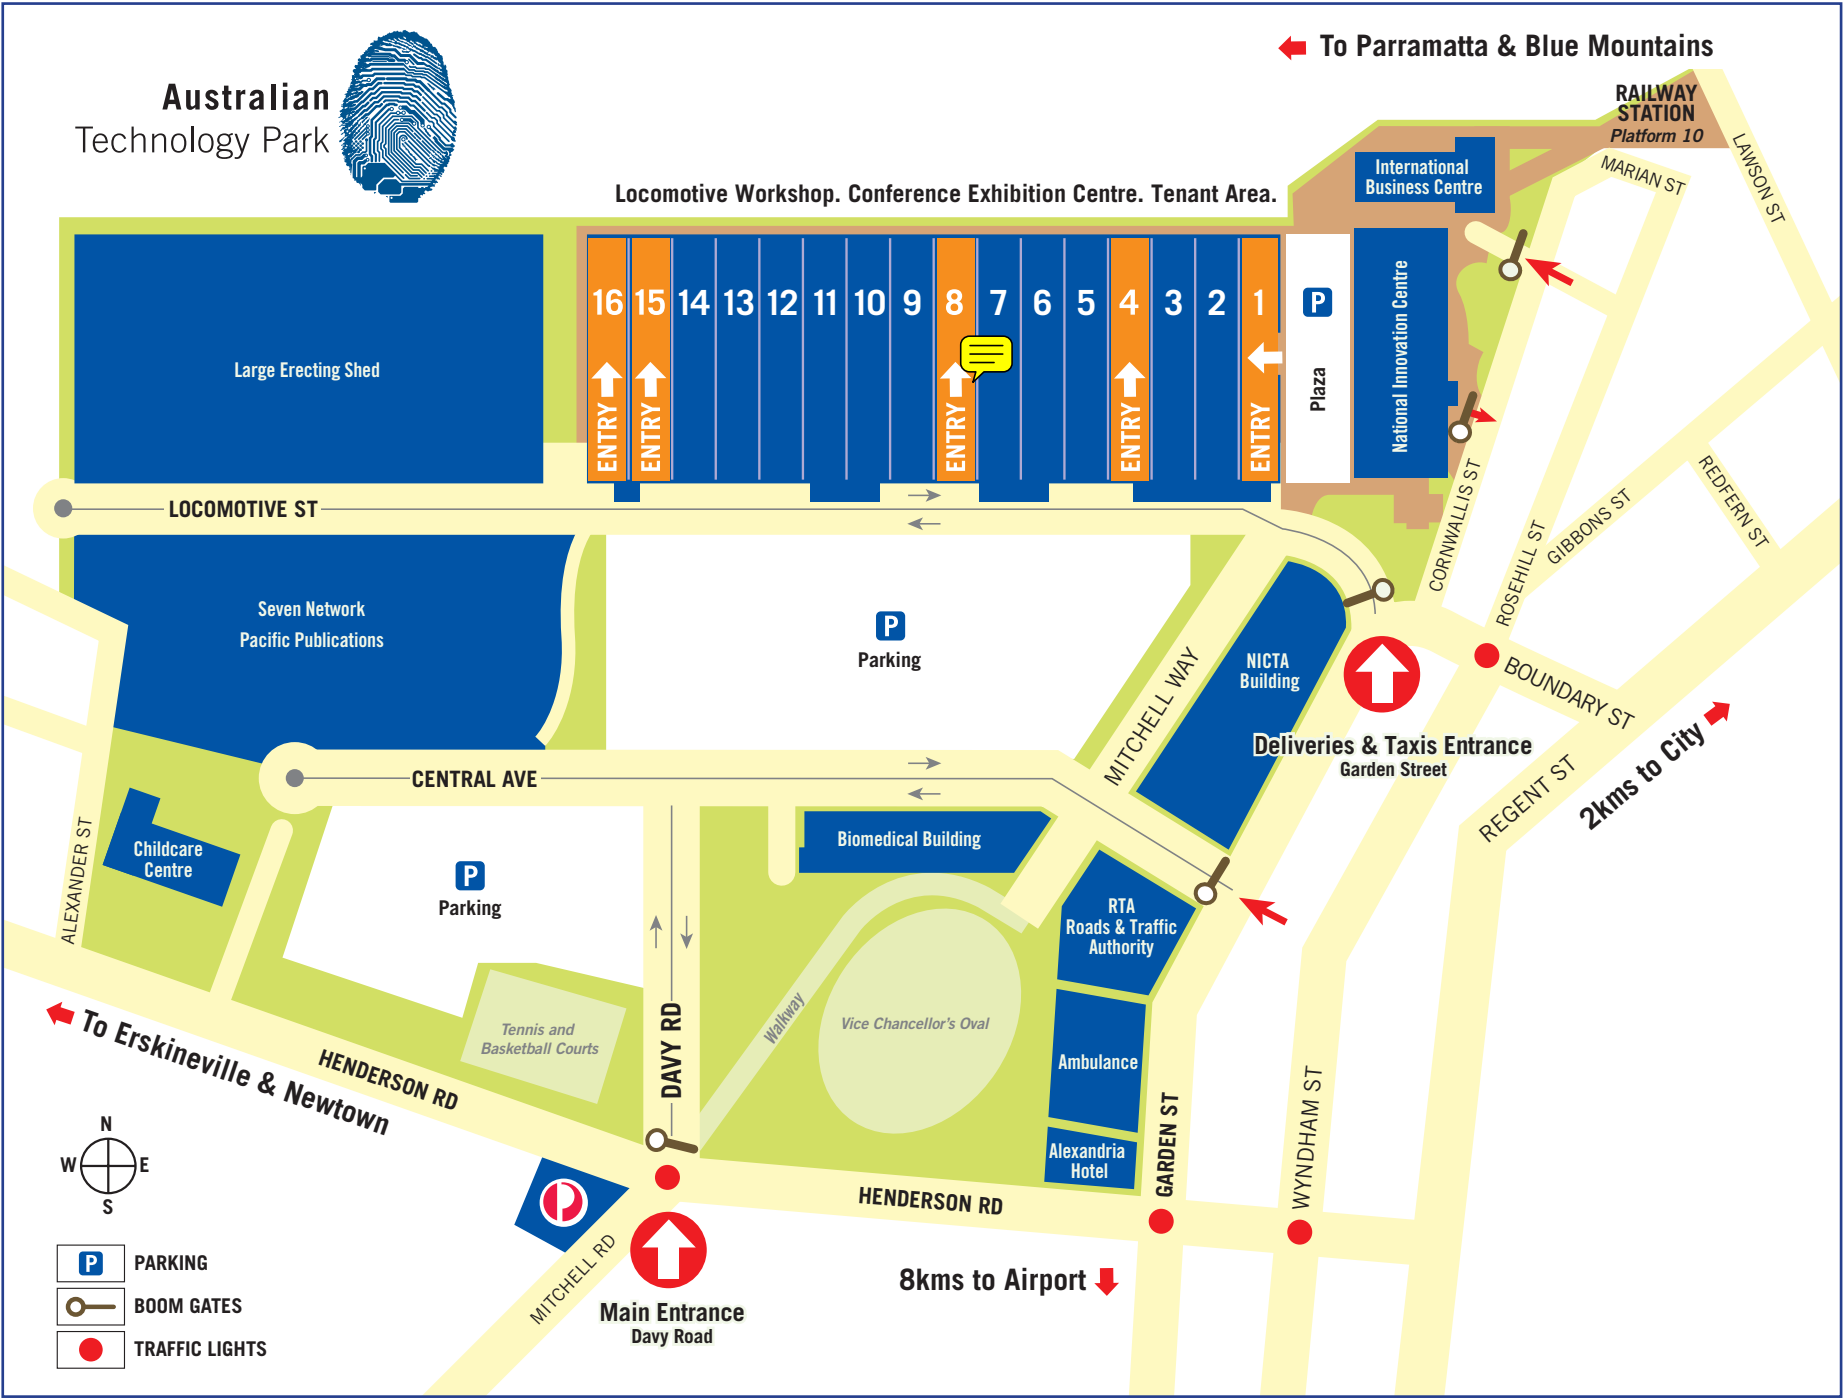 To Parramatta & Blue Mountains
Australian
Technology Park
RAILWAY
STATION
Platform 10
LAWSON ST
MARIAN ST
International
Business Centre
Locomotive Workshop. Conference Exhibition Centre. Tenant Area.
Large Erecting Shed
16
15
14
13
12
11
10
9
8
7
6
5
4
3
2
1
ENTRY
ENTRY
ENTRY
ENTRY
ENTRY
P
Plaza
National Innovation Centre
CORNWALLIS ST
ROSEHILL ST
GIBBONS ST
REDFERN ST
LOCOMOTIVE ST
Seven Network
Pacific Publications
P
Parking
MITCHELL WAY
NICTA
Building
BOUNDARY ST
Deliveries & Taxis Entrance
Garden Street
REGENT ST
2kms to City
CENTRAL AVE
Childcare
Centre
ALEXANDER ST
P
Parking
Biomedical Building
RTA
Roads & Traffic
Authority
Tennis and
Basketball Courts
DAVY RD
Walkway
Vice Chancellor's Oval
Ambulance
Alexandria
Hotel
GARDEN ST
WYNDHAM ST
To Erskineville & Newtown
HENDERSON RD
HENDERSON RD
N
W
E
S
P
MITCHELL RD
Main Entrance
Davy Road
8kms to Airport
P
PARKING
BOOM GATES
TRAFFIC LIGHTS